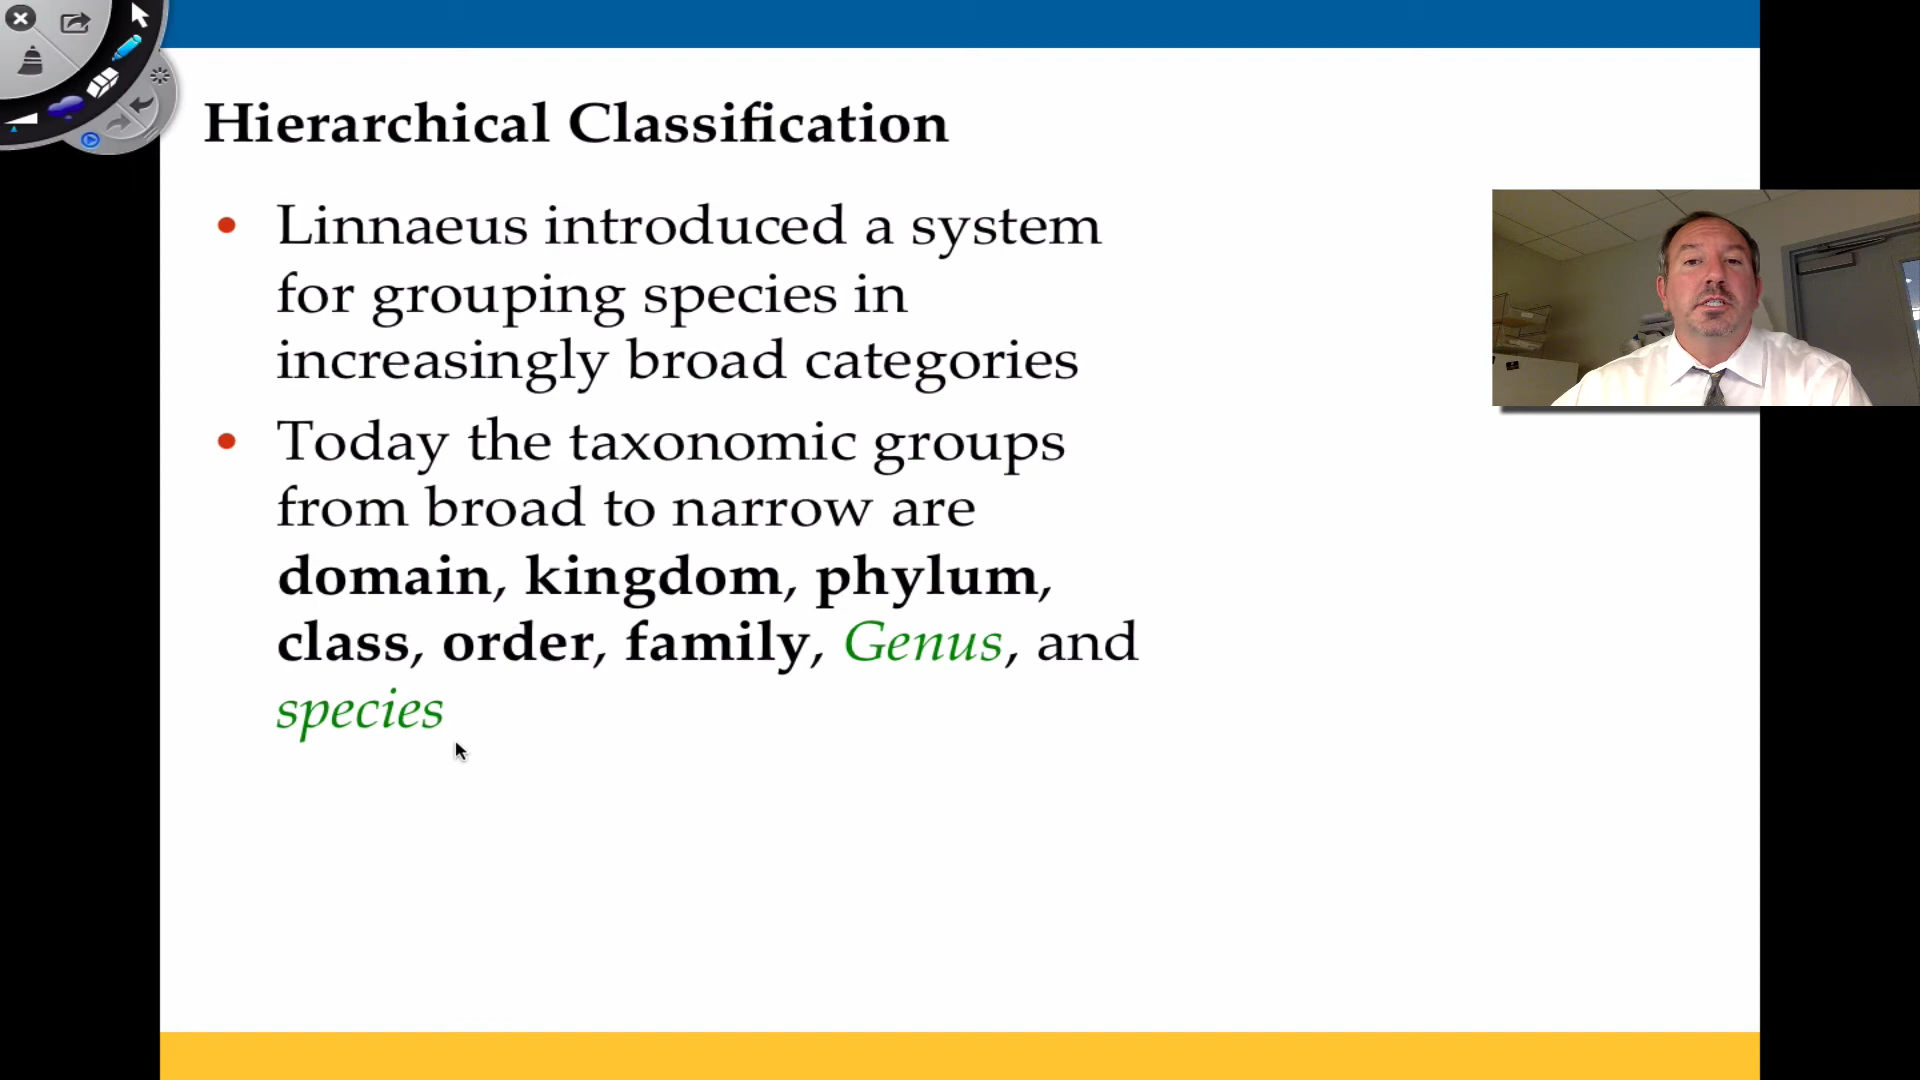 Hierarchical Classification
• Linnaeus introduced a system
for grouping species in
increasingly broad categories
• Today the taxonomic groups
from broad to narrow are
domain, kingdom, phylum,
class, order, family, Genus, and
species